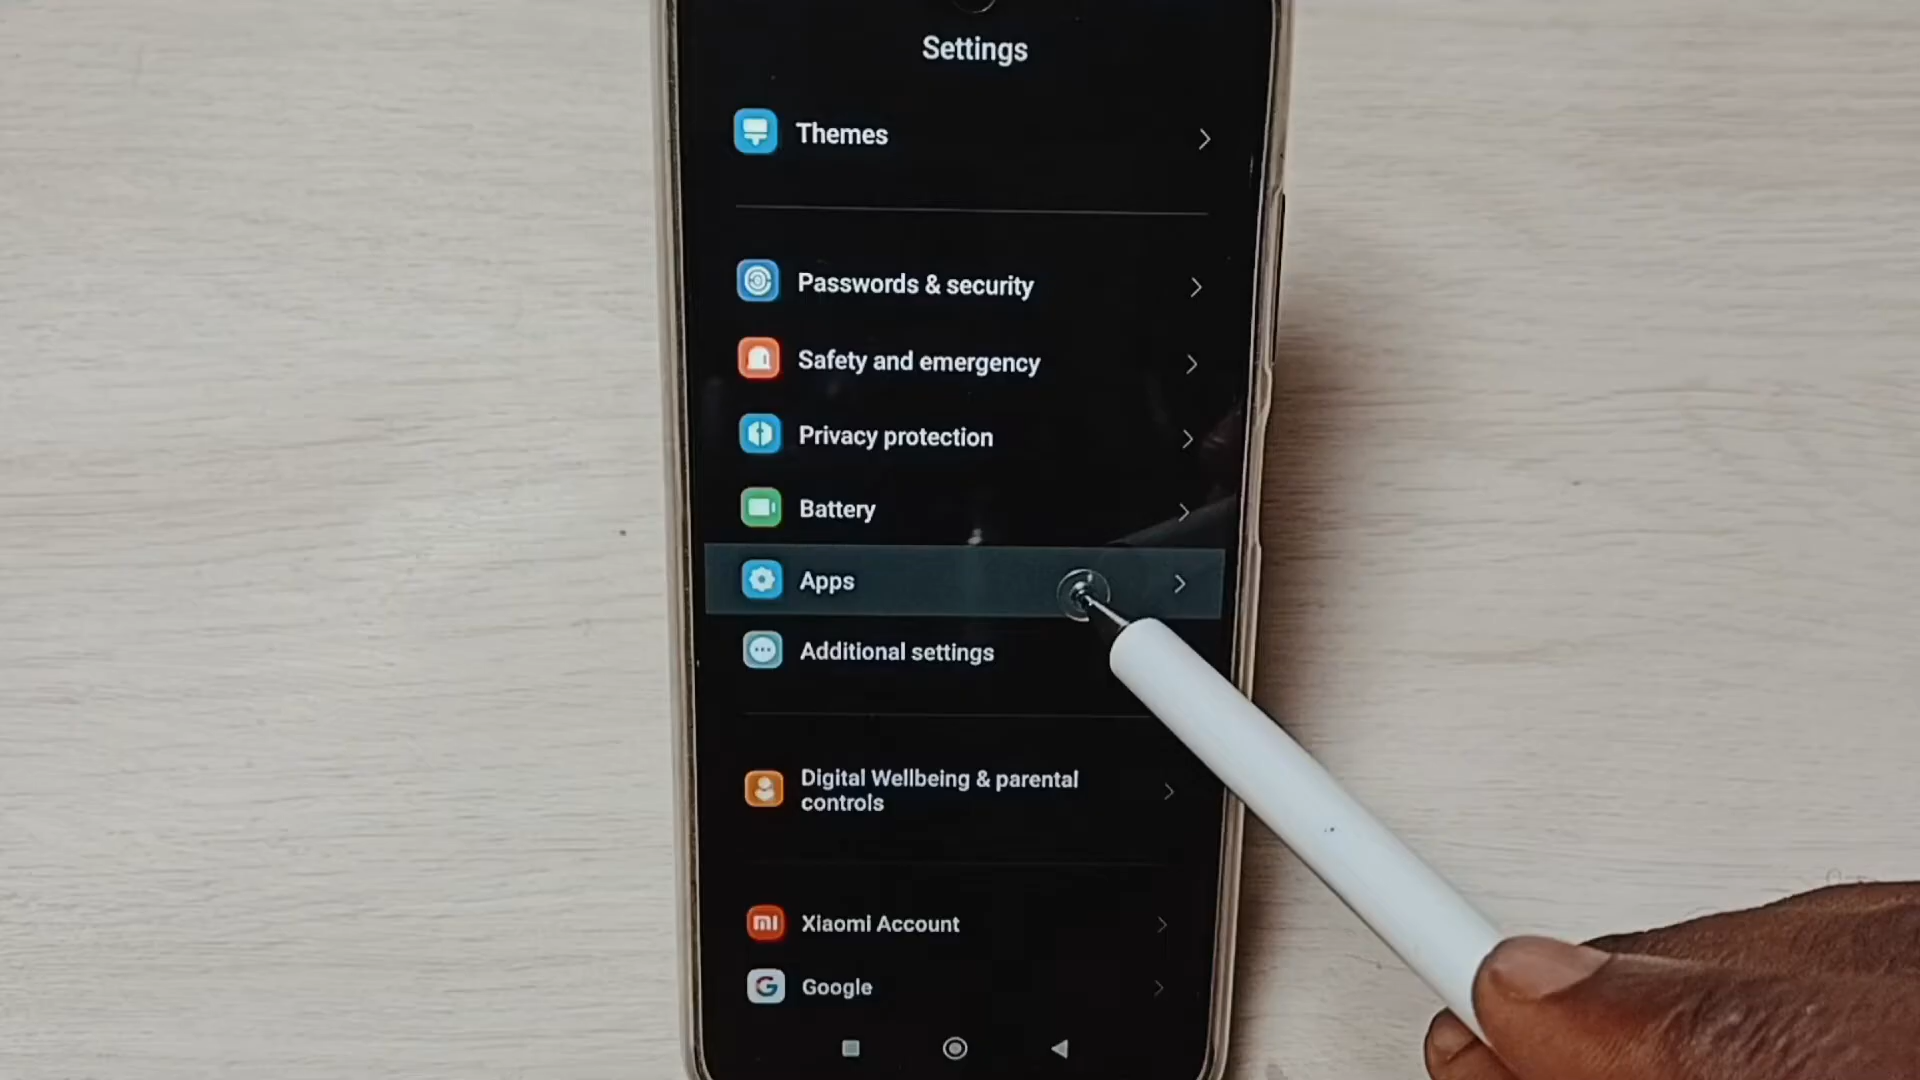 Settings
Themes
Passwords & security
Safety and emergency
Privacy protection
Battery
Apps
Additional settings
Digital Wellbeing & parental
controls
mi Xiaomi Account
G Google